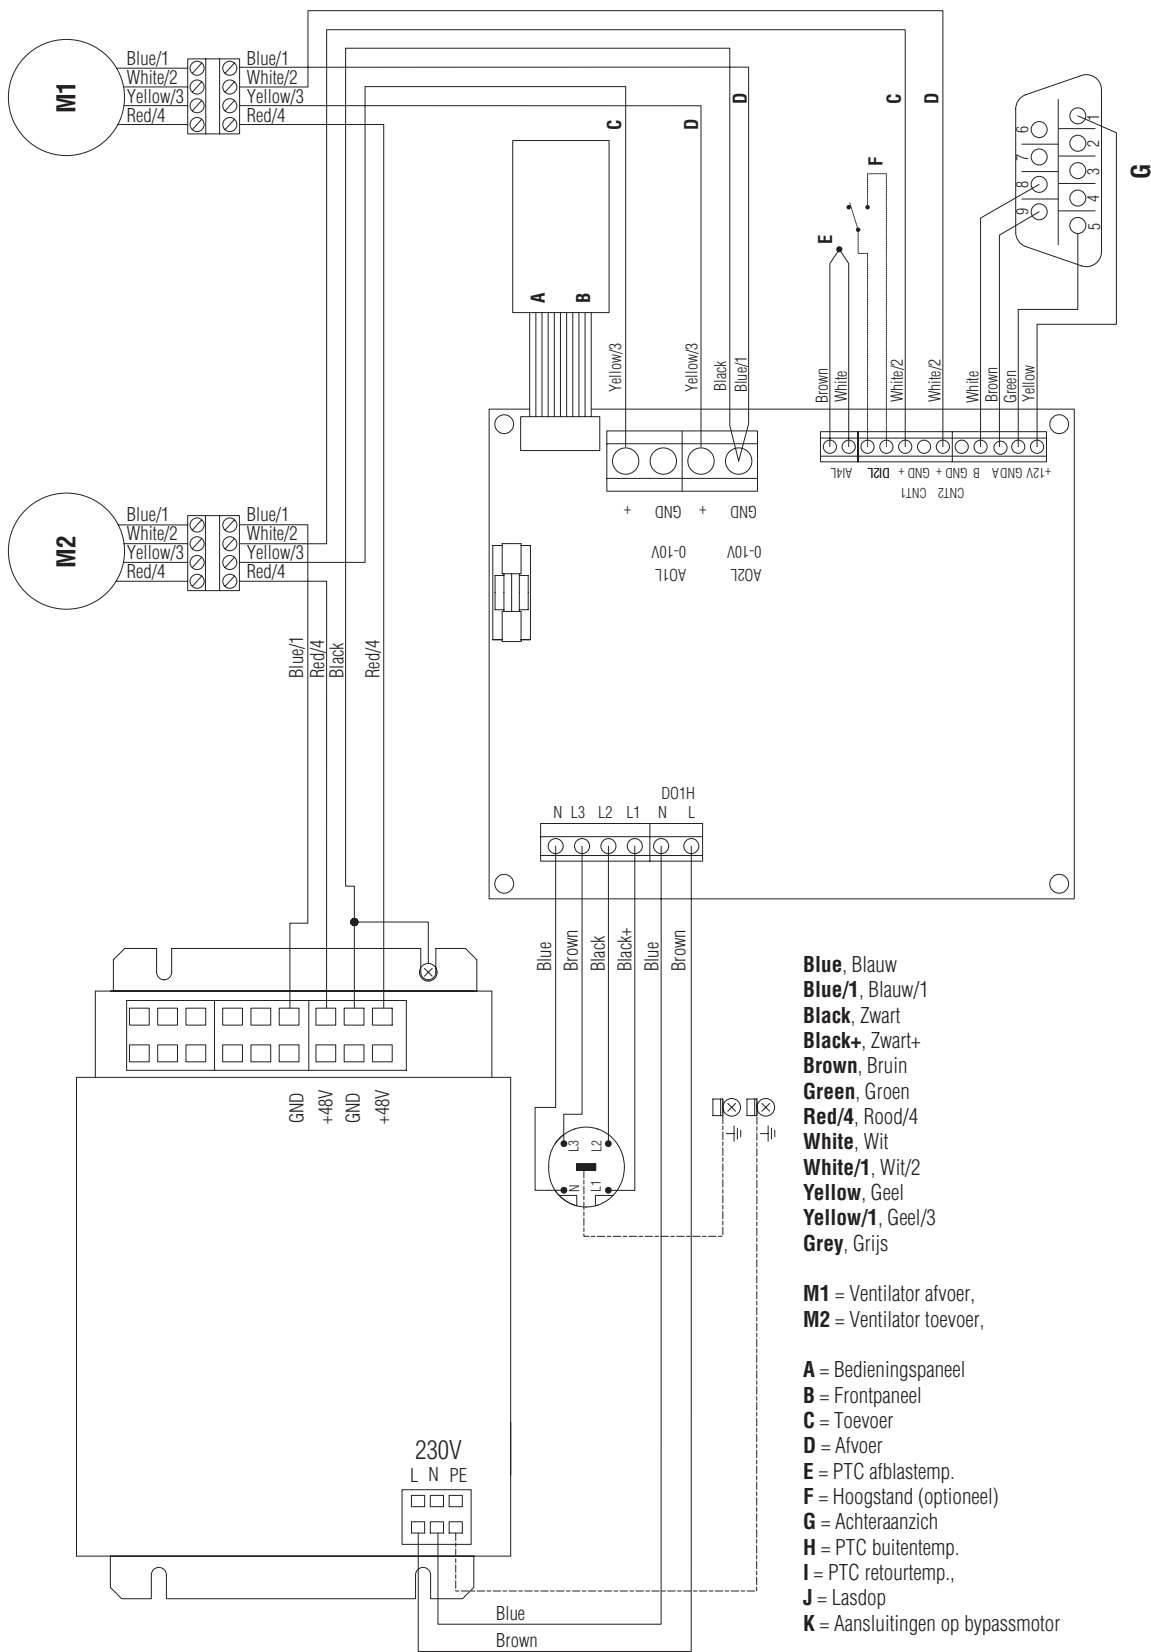 M1
Blue/1
White/2
Yellow/3
Red/4
Blue/1
White/2
Yellow/3
Red/4
C
D
D
C
D
F
E
A
B
Yellow/3
Yellow/3
Black
Blue/1
Brown
White
White/2
White/2
White
Brown
Green
Yellow
1
2
3
4
5
6
7
8
9
G
+
GND
+
GND
0-10V
0-10V
AO1L
AO2L
AI4L
DI2L
+
GND
+
GND
B
A
GND
+12V
CNT1
CNT2
M2
Blue/1
White/2
Yellow/3
Red/4
Blue/1
White/2
Yellow/3
Red/4
Blue/1
Red/4
Black
Red/4
DO1H
N L3 L2 L1 N L
Blue
Brown
Black
Black+
Blue
Brown
GND
+48V
GND
+48V
L3
L2
N
L1
230V
L N PE
Blue
Brown
Blue, Blauw
Blue/1, Blauw/1
Black, Zwart
Black+, Zwart+
Brown, Bruin
Green, Groen
Red/4, Rood/4
White, Wit
White/1, Wit/2
Yellow, Geel
Yellow/1, Geel/3
Grey, Grijs
M1 = Ventilator afvoer,
M2 = Ventilator toevoer,
A = Bedieningspaneel
B = Frontpaneel
C = Toevoer
D = Afvoer
E = PTC afblastemp.
F = Hoogstand (optioneel)
G = Achteraanzich
H = PTC buitentemp.
I = PTC retourtemp.,
J = Lasdop
K = Aansluitingen op bypassmotor